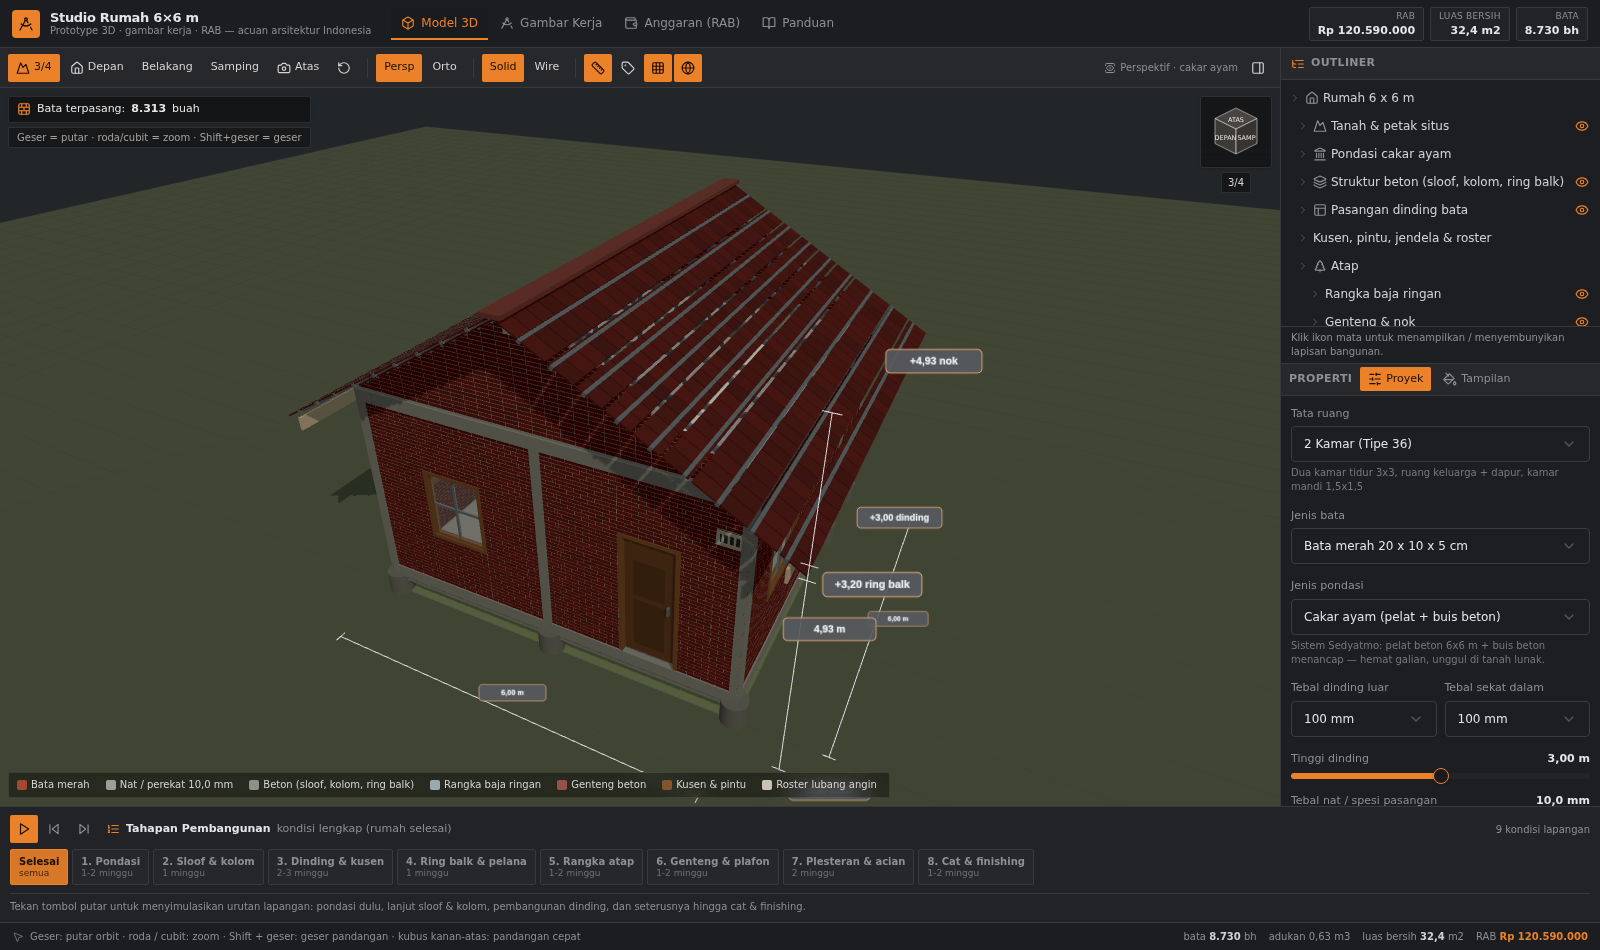 Studio Rumah 6×6 m
Prototype 3D · gambar kerja · RAB — acuan arsitektur Indonesia
Model 3D
Gambar Kerja
Anggaran (RAB)
Panduan
RAB
Rp 120.590.000
LUAS BERSIH
32,4 m2
BATA
8.730 bh
3/4
Depan
Belakang
Samping
Atas
Persp
Orto
Solid
Wire
Perspektif · cakar ayam
Bata terpasang: 8.313 buah
Geser = putar · roda/cubit = zoom · Shift+geser = geser
ATAS
DEPAN
SAMP
3/4
+4,93 nok
+3,00 dinding
+3,20 ring balk
6,00 m
4,93 m
6,00 m
Bata merah
Nat / perekat 10,0 mm
Beton (sloof, kolom, ring balk)
Rangka baja ringan
Genteng beton
Kusen & pintu
Roster lubang angin
OUTLINER
Rumah 6 x 6 m
Tanah & petak situs
Pondasi cakar ayam
Struktur beton (sloof, kolom, ring balk)
Pasangan dinding bata
Kusen, pintu, jendela & roster
Atap
Rangka baja ringan
Genteng & nok
Klik ikon mata untuk menampilkan / menyembunyikan
lapisan bangunan.
PROPERTI
Proyek
Tampilan
Tata ruang
2 Kamar (Tipe 36)
Dua kamar tidur 3x3, ruang keluarga + dapur, kamar
mandi 1,5x1,5
Jenis bata
Bata merah 20 x 10 x 5 cm
Jenis pondasi
Cakar ayam (pelat + buis beton)
Sistem Sedyatmo: pelat beton 6x6 m + buis beton
menancap — hemat galian, unggul di tanah lunak.
Tebal dinding luar
Tebal sekat dalam
100 mm
100 mm
Tinggi dinding
3,00 m
Tebal nat / spesi pasangan
10,0 mm
Tahapan Pembangunan kondisi lengkap (rumah selesai)
9 kondisi lapangan
Selesai
semua
1. Pondasi
1-2 minggu
2. Sloof & kolom
1 minggu
3. Dinding & kusen
2-3 minggu
4. Ring balk & pelana
1 minggu
5. Rangka atap
1-2 minggu
6. Genteng & plafon
1-2 minggu
7. Plesteran & acian
2 minggu
8. Cat & finishing
1-2 minggu
Tekan tombol putar untuk menyimulasikan urutan lapangan: pondasi dulu, lanjut sloof & kolom, pembangunan dinding, dan seterusnya hingga cat & finishing.
Geser: putar orbit · roda / cubit: zoom · Shift + geser: geser pandangan · kubus kanan-atas: pandangan cepat
bata 8.730 bh
adukan 0,63 m3
luas bersih 32,4 m2
RAB Rp 120.590.000